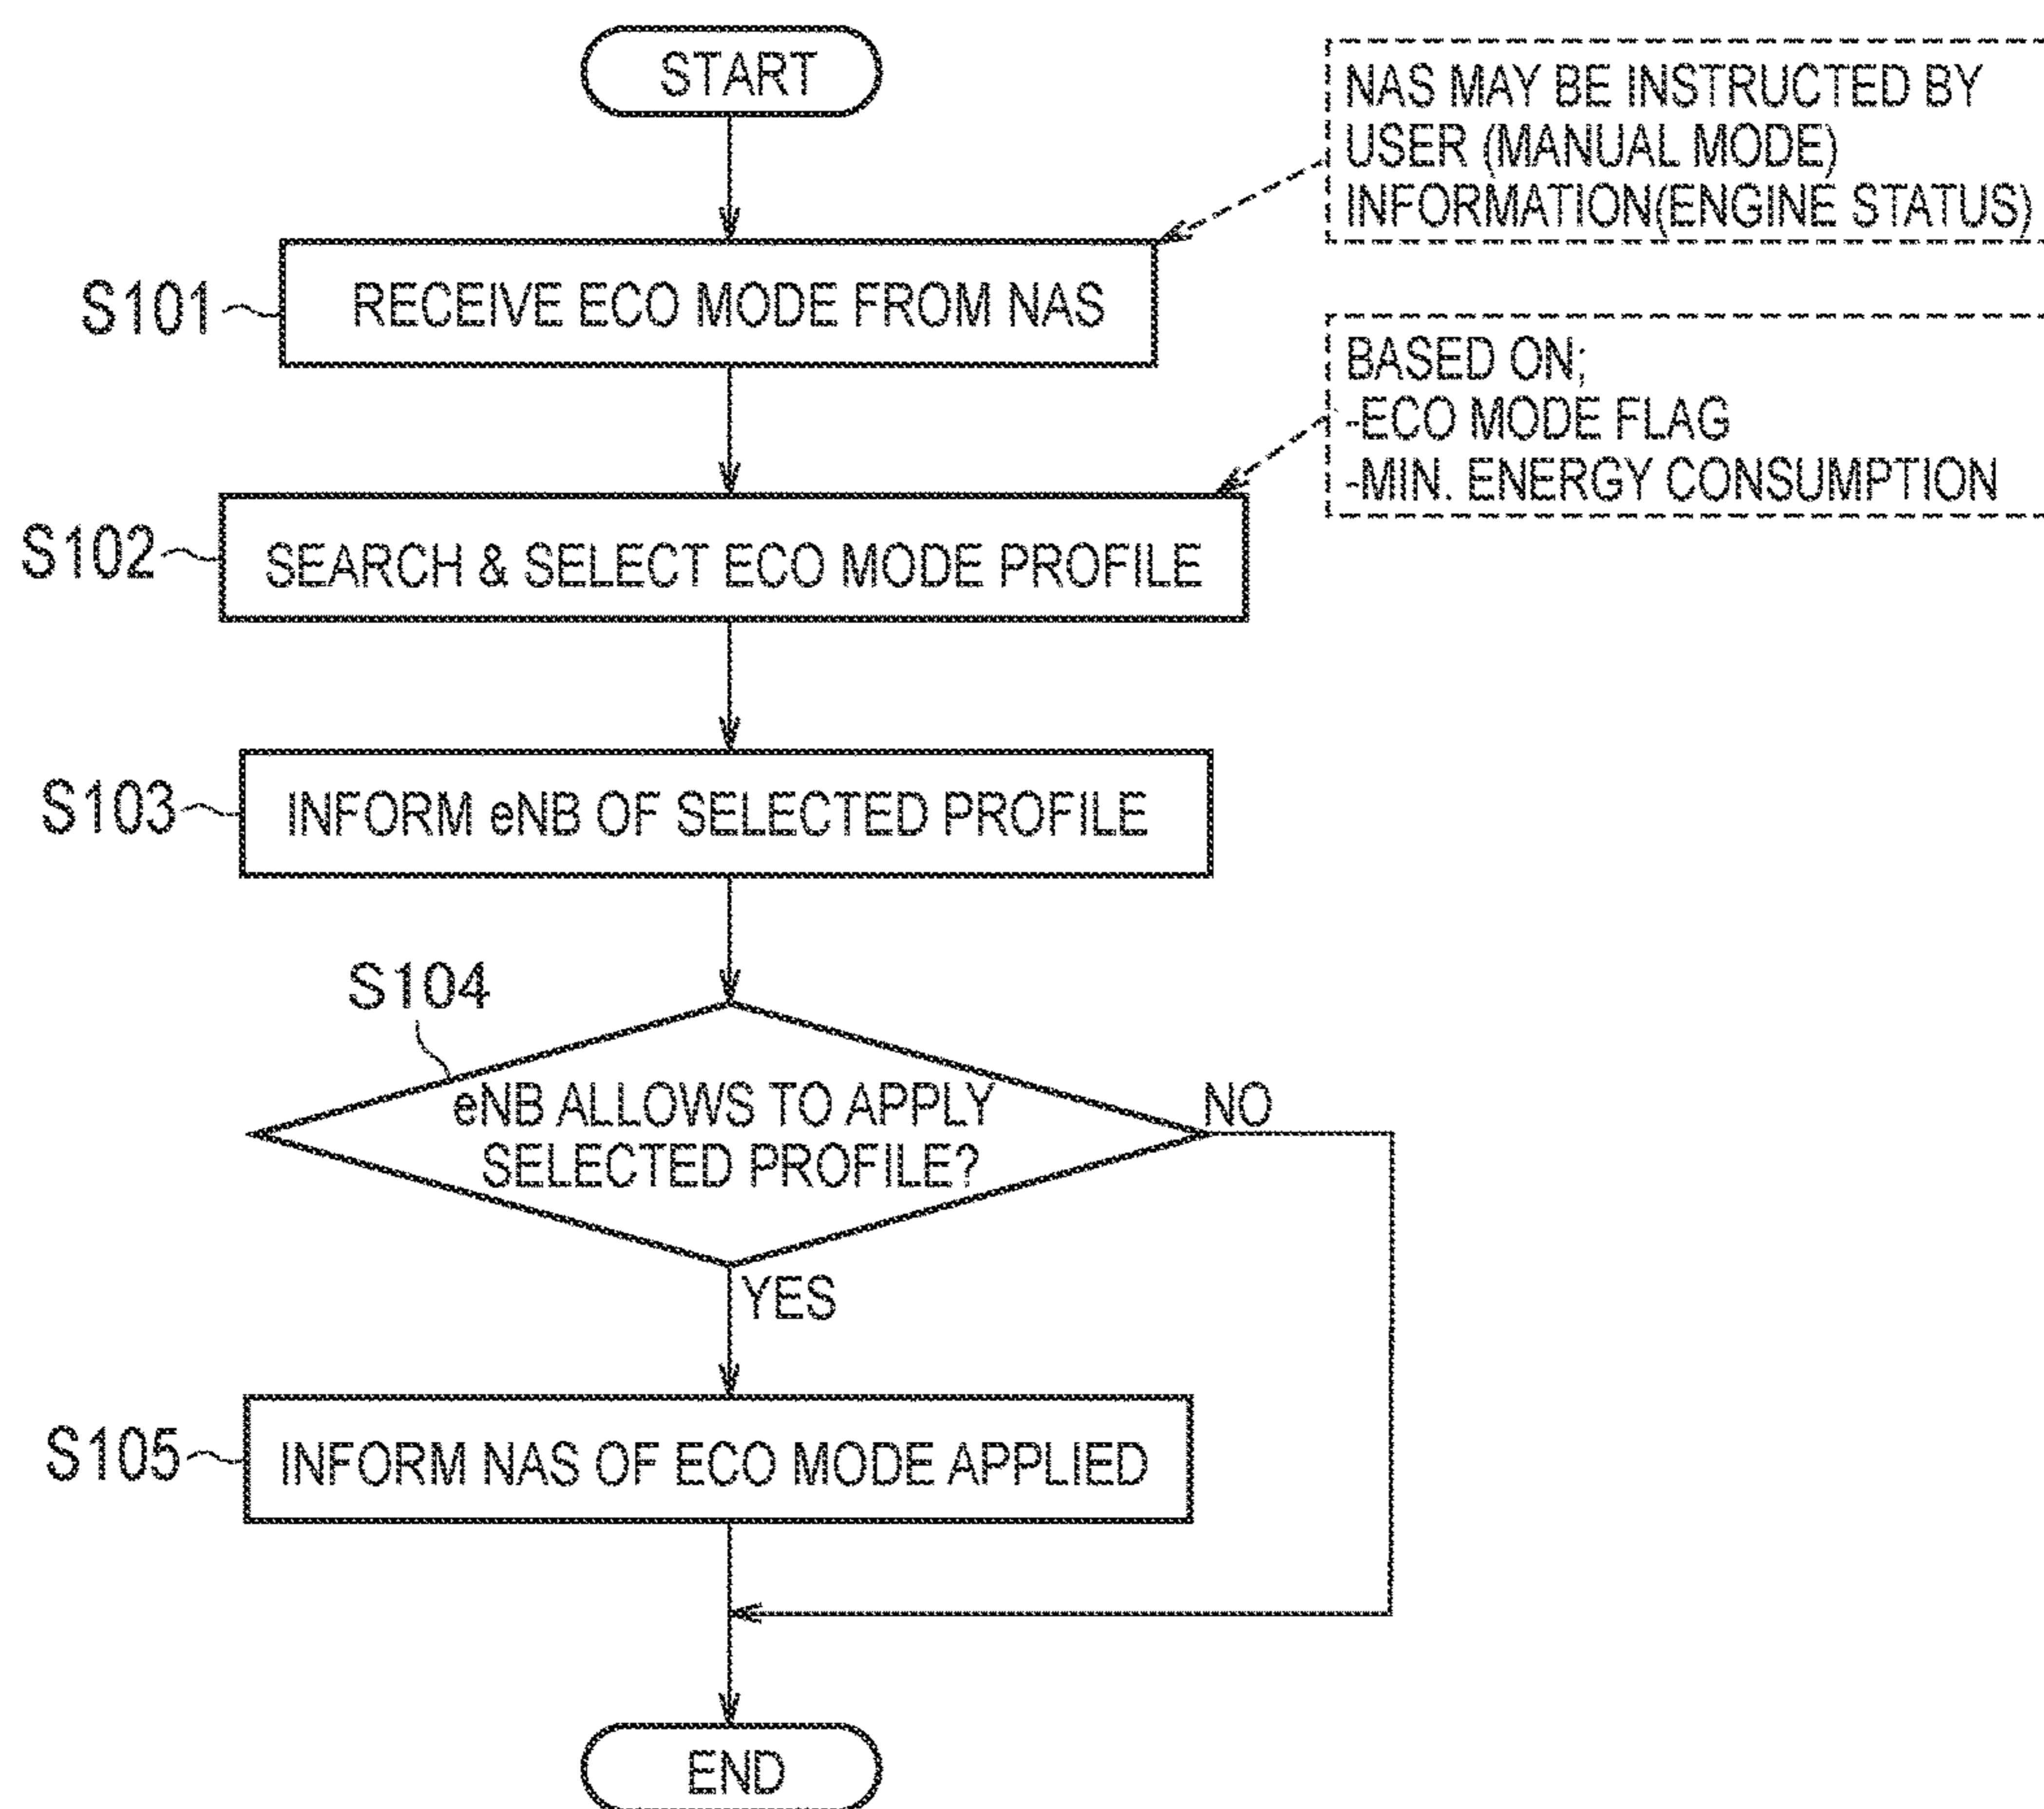 START
NAS MAY BE INSTRUCTED BY
USER (MANUAL MODE)
INFORMATION(ENGINE STATUS)
S101
RECEIVE ECO MODE FROM NAS
BASED ON;
-ECO MODE FLAG
-MIN. ENERGY CONSUMPTION
S102
SEARCH & SELECT ECO MODE PROFILE
S103
INFORM eNB OF SELECTED PROFILE
S104
eNB ALLOWS TO APPLY
SELECTED PROFILE?
NO
YES
S105
INFORM NAS OF ECO MODE APPLIED
END